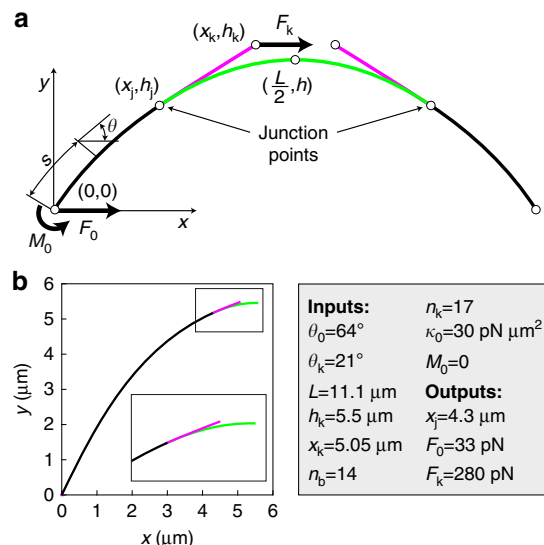 a
(xk, hk)
Fk
(xj, hj)
(L/2, h)
y
θ
s
Junction
points
(0,0)
x
M0
F0
b
6
5
4
3
2
1
0
0 1 2 3 4 5 6
y (μm)
x (μm)
Inputs: nk=17
θ0=64° κ0=30 pN μm²
θk=21° M0=0
L=11.1 μm Outputs:
hk=5.5 μm xj=4.3 μm
xk=5.05 μm F0=33 pN
nb=14 Fk=280 pN